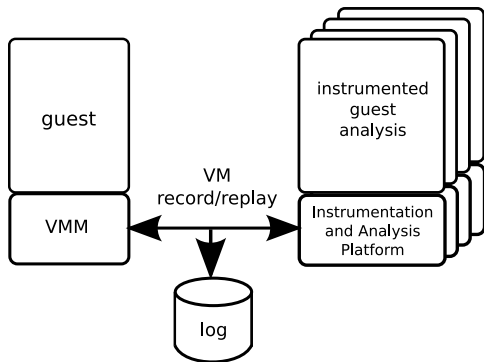 guest
VMM
VM
record/replay
log
instrumented
guest
analysis
Instrumentation
and Analysis
Platform